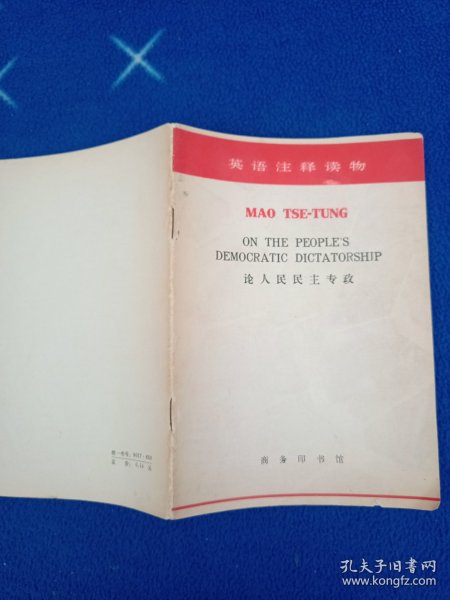 英语注释读物
MAO TSE-TUNG
ON THE PEOPLE'S
DEMOCRATIC DICTATORSHIP
论人民民主专政
商务印书馆
孔夫子旧书网
www.kongfz.com